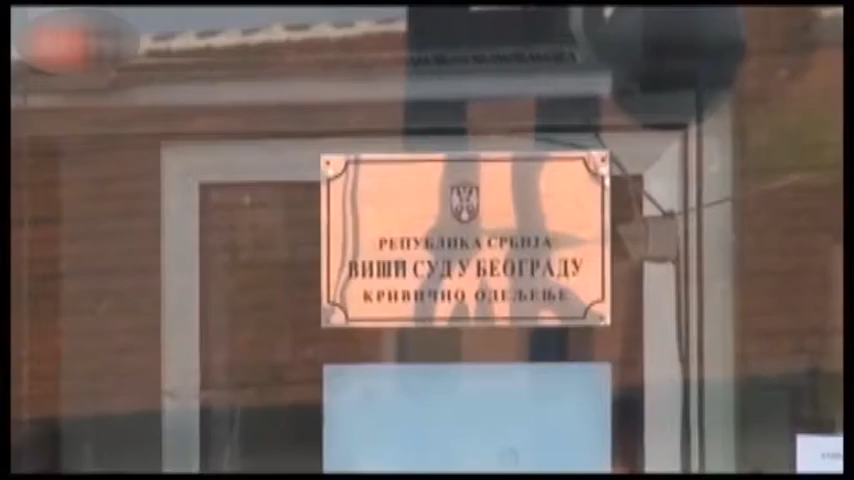 РЕПУБЛИКА СРБИЈА
ВИШИ СУД У БЕОГРАДУ
КРИВИЧНО ОДЕЉЕЊЕ